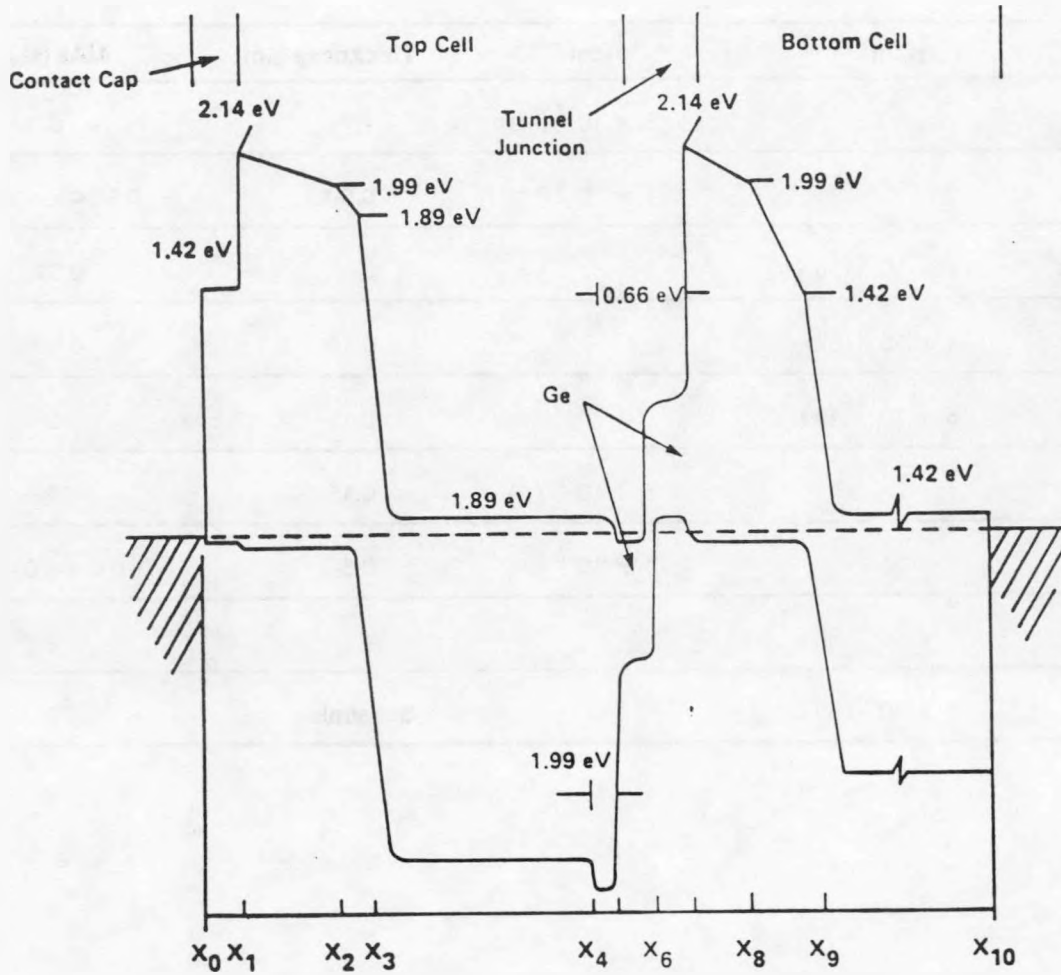 Top Cell
Bottom Cell
Contact Cap
2.14 eV
Tunnel
Junction
2.14 eV
1.99 eV
1.89 eV
1.99 eV
1.42 eV
0.66 eV
1.42 eV
Ge
1.89 eV
1.42 eV
1.99 eV
X₀ X₁ X₂ X₃ X₄ X₆ X₈ X₉ X₁₀